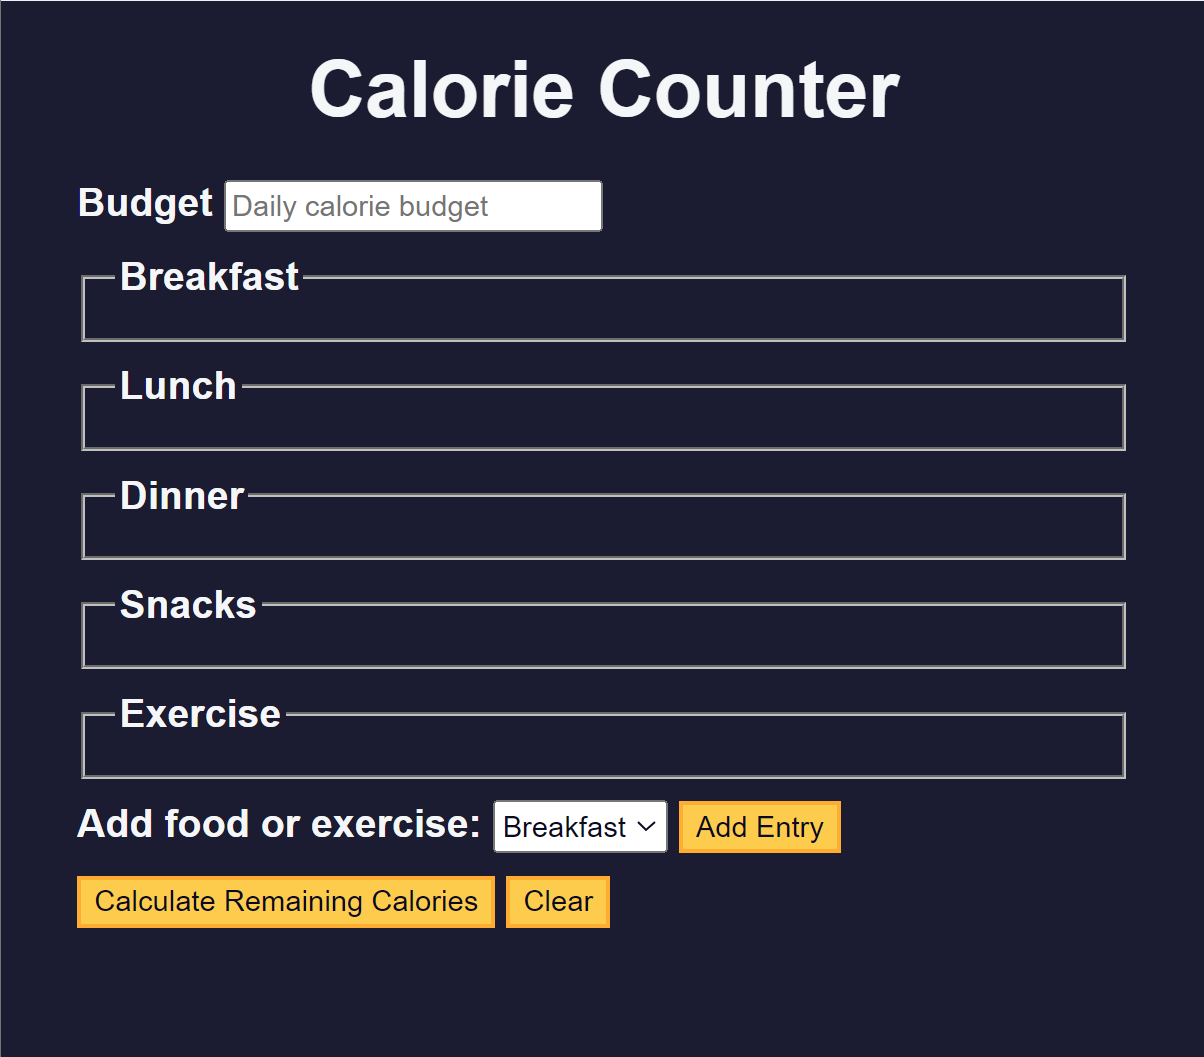 Calorie Counter
Budget Daily calorie budget
Breakfast
Lunch
Dinner
Snacks
Exercise
Add food or exercise: Breakfast Add Entry
Calculate Remaining Calories Clear